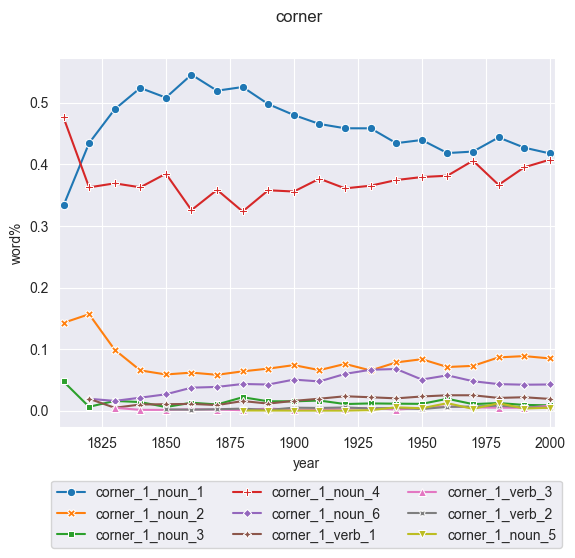 corner
0.5
0.4
0.3
0.2
0.1
0.0
word%
1825 1850 1875 1900 1925 1950 1975 2000
year
corner_1_noun_1 corner_1_noun_4 corner_1_verb_3
corner_1_noun_2 corner_1_noun_6 corner_1_verb_2
corner_1_noun_3 corner_1_verb_1 corner_1_noun_5